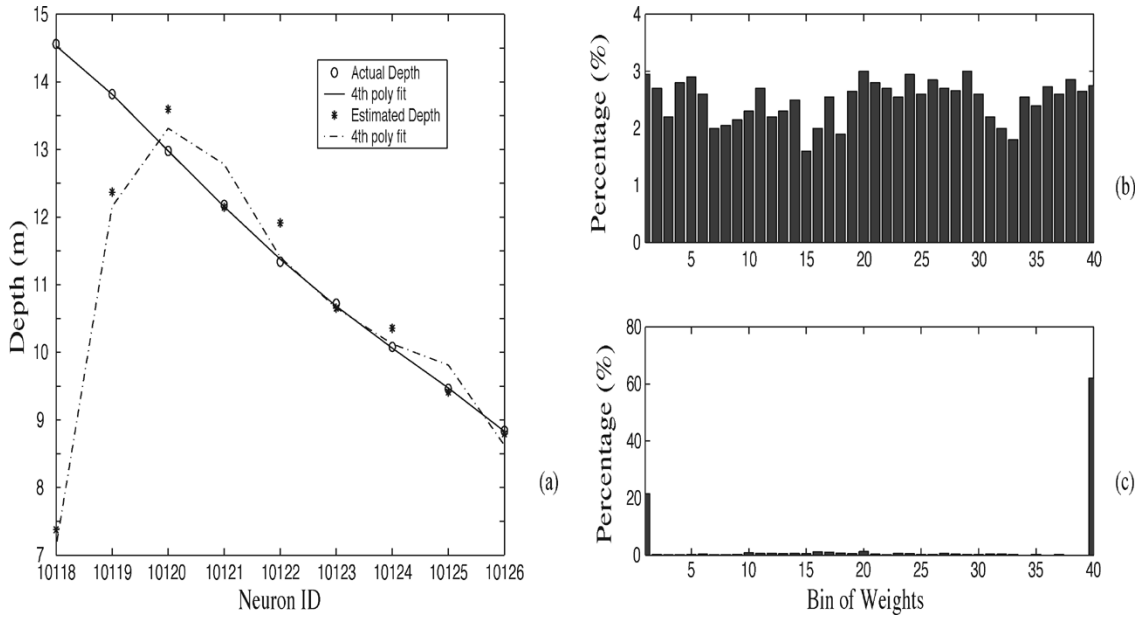 15
14
13
12
11
10
9
8
7
Depth (m)
Actual Depth
4th poly fit
Estimated Depth
4th poly fit
10118 10119 10120 10121 10122 10123 10124 10125 10126
Neuron ID
(a)
4
3
2
1
0
Percentage (%)
5 10 15 20 25 30 35 40
(b)
80
60
40
20
0
Percentage (%)
5 10 15 20 25 30 35 40
Bin of Weights
(c)